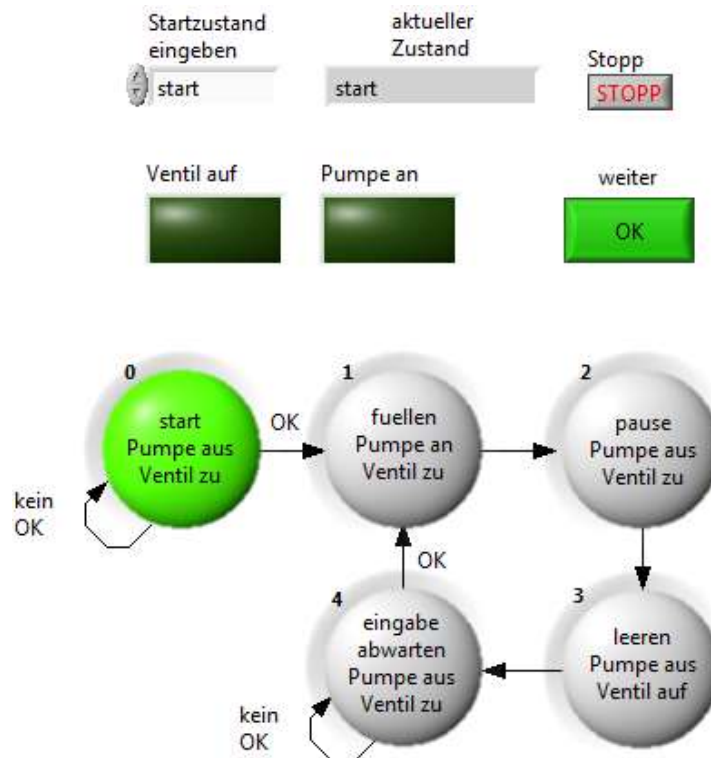 Startzustand
eingeben
aktueller
Zustand
Stopp
start
start
STOPP
Ventil auf
Pumpe an
weiter
OK
0
start
Pumpe aus
Ventil zu
OK
kein
OK
1
fuellen
Pumpe an
Ventil zu
2
pause
Pumpe aus
Ventil zu
OK
4
eingabe
abwarten
Pumpe aus
Ventil zu
kein
OK
3
leeren
Pumpe aus
Ventil auf